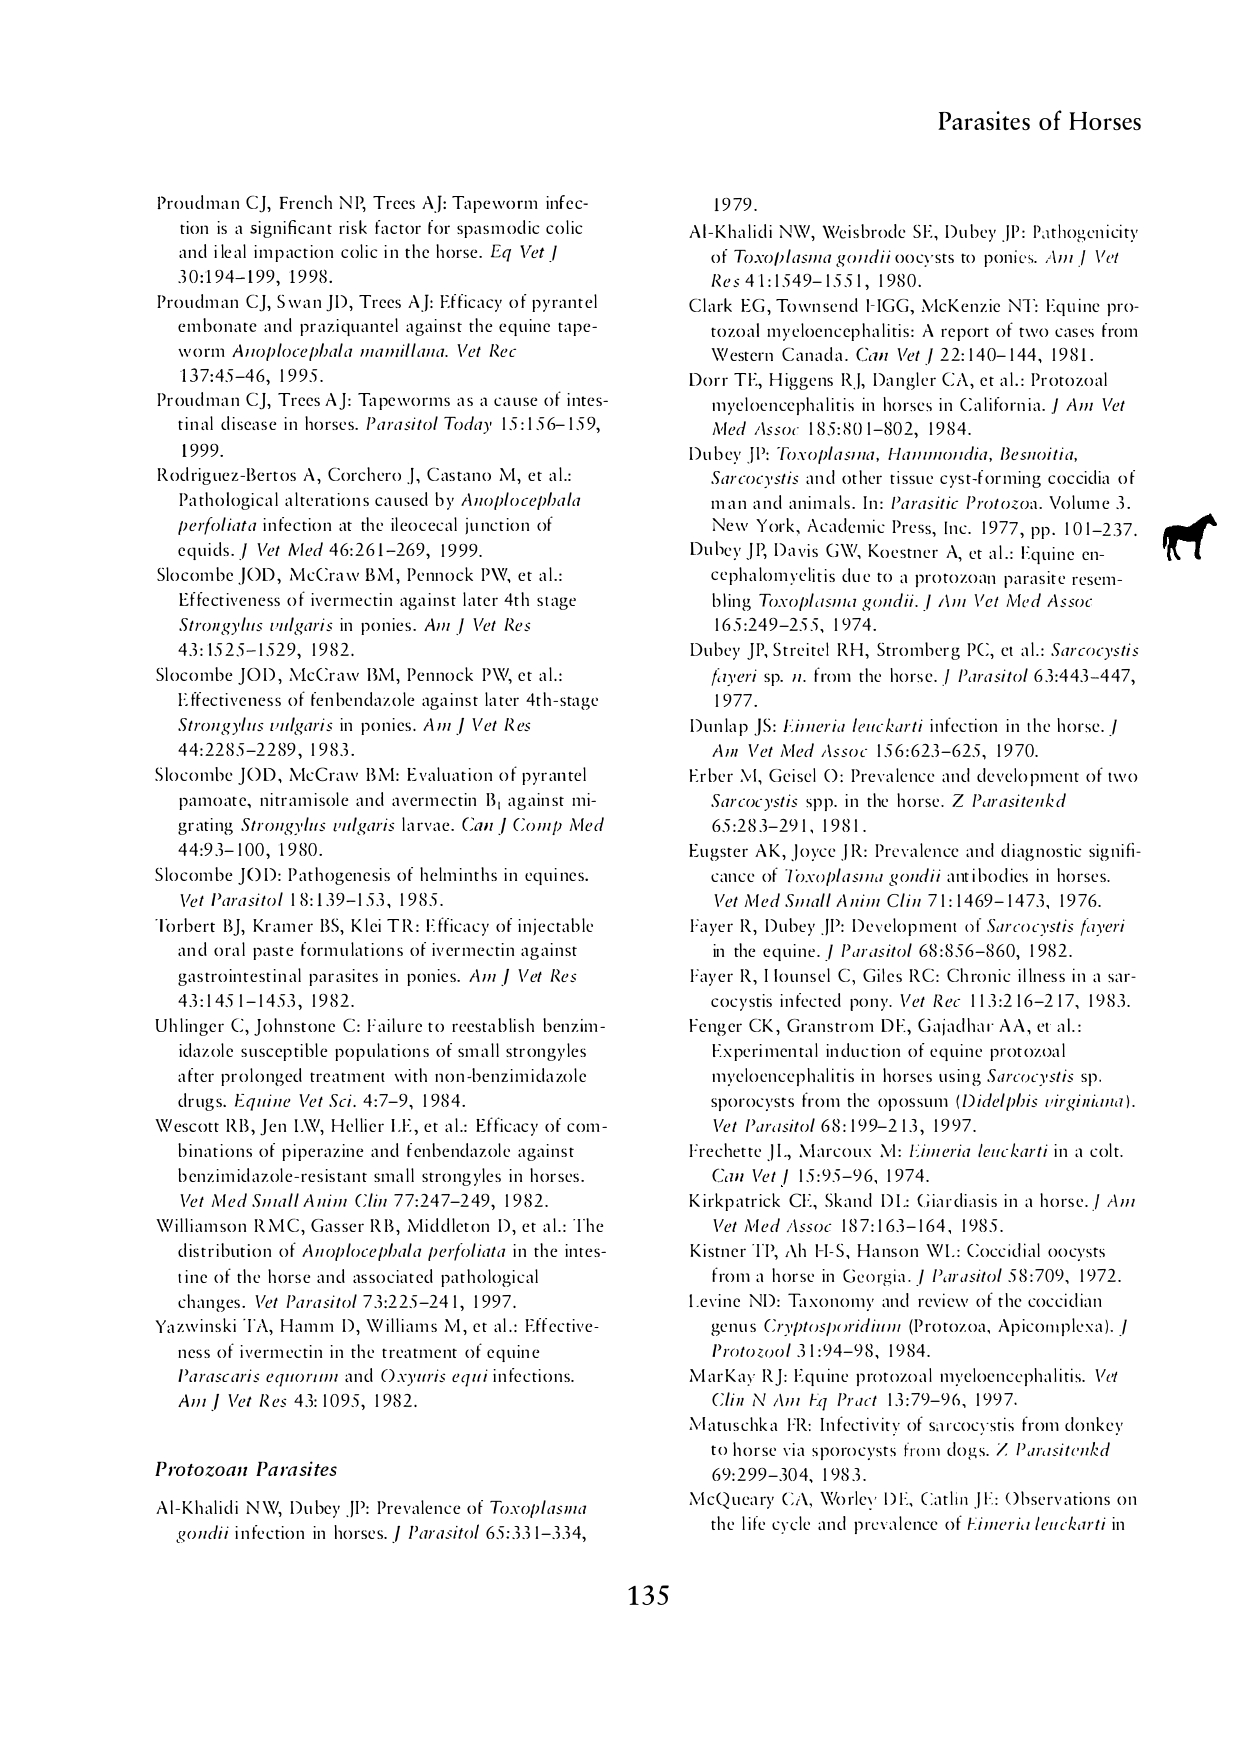 Parasites of Horses
Proudman CJ, French NP, Trees AJ: Tapeworm infec-
tion is a significant risk factor for spasmodic colic
and ileal impaction colic in the horse. Eq Vet J
30:194–199, 1998.
Proudman CJ, Swan JD, Trees AJ: Efficacy of pyrantel
embonate and praziquantel against the equine tape-
worm Anoplocephala mamillana. Vet Rec
137:45–46, 1995.
Proudman CJ, Trees AJ: Tapeworms as a cause of intes-
tinal disease in horses. Parasitol Today 15:156–159,
1999.
Rodriguez-Bertos A, Corchero J, Castano M, et al.:
Pathological alterations caused by Anoplocephala
perfoliata infection at the ileocecal junction of
equids. J Vet Med 46:261–269, 1999.
Slocombe JOD, McCraw BM, Pennock PW, et al.:
Effectiveness of ivermectin against later 4th stage
Strongylus vulgaris in ponies. Am J Vet Res
43:1525–1529, 1982.
Slocombe JOD, McCraw BM, Pennock PW, et al.:
Effectiveness of fenbendazole against later 4th-stage
Strongylus vulgaris in ponies. Am J Vet Res
44:2285–2289, 1983.
Slocombe JOD, McCraw BM: Evaluation of pyrantel
pamoate, nitramisole and avermectin B₁ against mi-
grating Strongylus vulgaris larvae. Can J Comp Med
44:93–100, 1980.
Slocombe JOD: Pathogenesis of helminths in equines.
Vet Parasitol 18:139–153, 1985.
Torbert BJ, Kramer BS, Klei TR: Efficacy of injectable
and oral paste formulations of ivermectin against
gastrointestinal parasites in ponies. Am J Vet Res
43:1451–1453, 1982.
Uhlinger C, Johnstone C: Failure to reestablish benzim-
idazole susceptible populations of small strongyles
after prolonged treatment with non-benzimidazole
drugs. Equine Vet Sci. 4:7–9, 1984.
Wescott RB, Jen LW, Hellier LE, et al.: Efficacy of com-
binations of piperazine and fenbendazole against
benzimidazole-resistant small strongyles in horses.
Vet Med Small Anim Clin 77:247–249, 1982.
Williamson RMC, Gasser RB, Middleton D, et al.: The
distribution of Anoplocephala perfoliata in the intes-
tine of the horse and associated pathological
changes. Vet Parasitol 73:225–241, 1997.
Yazwinski TA, Hamm D, Williams M, et al.: Effective-
ness of ivermectin in the treatment of equine
Parascaris equorum and Oxyuris equi infections.
Am J Vet Res 43:1095, 1982.
Protozoan Parasites
Al-Khalidi NW, Dubey JP: Prevalence of Toxoplasma
gondii infection in horses. J Parasitol 65:331–334,
1979.
Al-Khalidi NW, Weisbrode SE, Dubey JP: Pathogenicity
of Toxoplasma gondii oocysts to ponies. Am J Vet
Res 41:1549–1551, 1980.
Clark EG, Townsend HGG, McKenzie NT: Equine pro-
tozoal myeloencephalitis: A report of two cases from
Western Canada. Can Vet J 22:140–144, 1981.
Dorr TE, Higgens RJ, Dangler CA, et al.: Protozoal
myeloencephalitis in horses in California. J Am Vet
Med Assoc 185:801–802, 1984.
Dubey JP: Toxoplasma, Hammondia, Besnoitia,
Sarcocystis and other tissue cyst-forming coccidia of
man and animals. In: Parasitic Protozoa. Volume 3.
New York, Academic Press, Inc. 1977, pp. 101–237.
Dubey JP, Davis GW, Koestner A, et al.: Equine en-
cephalomyelitis due to a protozoan parasite resem-
bling Toxoplasma gondii. J Am Vet Med Assoc
165:249–255, 1974.
Dubey JP, Streitel RH, Stromberg PC, et al.: Sarcocystis
fayeri sp. n. from the horse. J Parasitol 63:443–447,
1977.
Dunlap JS: Eimeria leuckarti infection in the horse. J
Am Vet Med Assoc 156:623–625, 1970.
Erber M, Geisel O: Prevalence and development of two
Sarcocystis spp. in the horse. Z Parasitenkd
65:283–291, 1981.
Eugster AK, Joyce JR: Prevalence and diagnostic signifi-
cance of Toxoplasma gondii antibodies in horses.
Vet Med Small Anim Clin 71:1469–1473, 1976.
Fayer R, Dubey JP: Development of Sarcocystis fayeri
in the equine. J Parasitol 68:856–860, 1982.
Fayer R, Hounsel C, Giles RC: Chronic illness in a sar-
cocystis infected pony. Vet Rec 113:216–217, 1983.
Fenger CK, Granstrom DE, Gajadhar AA, et al.:
Experimental induction of equine protozoal
myeloencephalitis in horses using Sarcocystis sp.
sporocysts from the opossum (Didelphis virginiana).
Vet Parasitol 68:199–213, 1997.
Frechette JL, Marcoux M: Eimeria leuckarti in a colt.
Can Vet J 15:95–96, 1974.
Kirkpatrick CE, Skand DL: Giardiasis in a horse. J Am
Vet Med Assoc 187:163–164, 1985.
Kistner TP, Ah H-S, Hanson WL: Coccidial oocysts
from a horse in Georgia. J Parasitol 58:709, 1972.
Levine ND: Taxonomy and review of the coccidian
genus Cryptosporidium (Protozoa, Apicomplexa). J
Protozool 31:94–98, 1984.
MarKay RJ: Equine protozoal myeloencephalitis. Vet
Clin N Am Eq Pract 13:79–96, 1997.
Matuschka FR: Infectivity of sarcocystis from donkey
to horse via sporocysts from dogs. Z Parasitenkd
69:299–304, 1983.
McQueary CA, Worley DE, Catlin JE: Observations on
the life cycle and prevalence of Eimeria leuckarti in
135